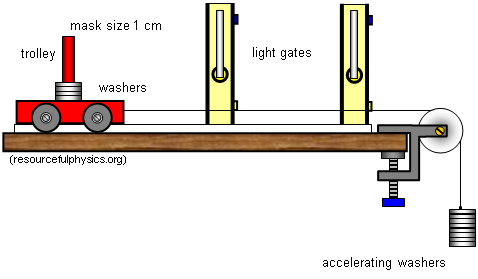 mask size 1 cm
trolley
light gates
washers
(resourcefulphysics.org)
accelerating washers